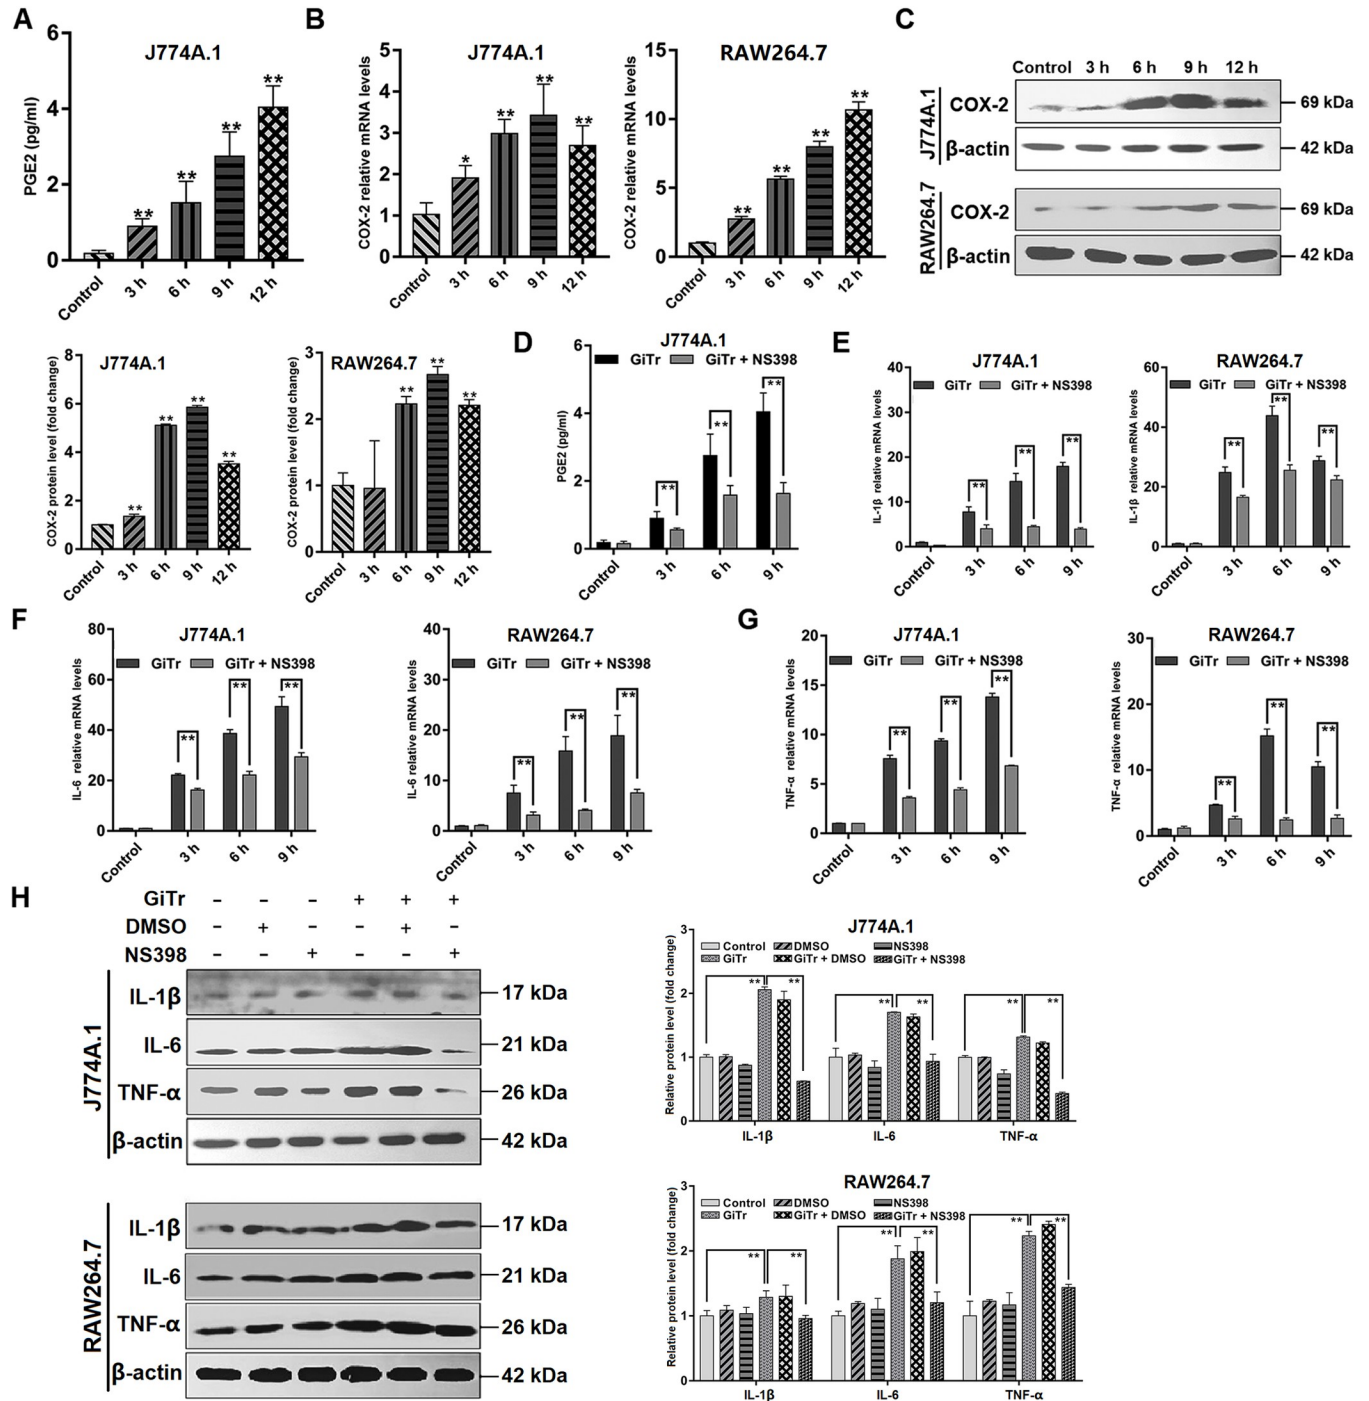 A
J774A.1
PGE2 (pg/ml)
6
4
2
0
** ** ** **
Control 3 h 6 h 9 h 12 h
B
J774A.1
COX-2 relative mRNA levels
5
4
3
2
1
0
* ** ** **
Control 3 h 6 h 9 h 12 h
RAW264.7
COX-2 relative mRNA levels
15
10
5
0
** ** ** **
Control 3 h 6 h 9 h 12 h
C
Control 3 h 6 h 9 h 12 h
J774A.1
COX-2 69 kDa
β-actin 42 kDa
RAW264.7
COX-2 69 kDa
β-actin 42 kDa
J774A.1
COX-2 protein level (fold change)
8
6
4
2
0
** ** ** **
Control 3 h 6 h 9 h 12 h
RAW264.7
COX-2 protein level (fold change)
3
2
1
0
** ** **
Control 3 h 6 h 9 h 12 h
D
J774A.1
GiTr GiTr + NS398
PGE2 (pg/ml)
6
4
2
0
** ** **
Control 3 h 6 h 9 h
E
J774A.1
GiTr GiTr + NS398
IL-1β relative mRNA levels
40
30
20
10
0
** ** **
Control 3 h 6 h 9 h
RAW264.7
GiTr GiTr + NS398
IL-1β relative mRNA levels
60
40
20
0
** ** **
Control 3 h 6 h 9 h
F
J774A.1
GiTr GiTr + NS398
IL-6 relative mRNA levels
80
60
40
20
0
** ** **
Control 3 h 6 h 9 h
RAW264.7
GiTr GiTr + NS398
IL-6 relative mRNA levels
40
30
20
10
0
** ** **
Control 3 h 6 h 9 h
G
J774A.1
GiTr GiTr + NS398
TNF-α relative mRNA levels
20
15
10
5
0
** ** **
Control 3 h 6 h 9 h
RAW264.7
GiTr GiTr + NS398
TNF-α relative mRNA levels
30
20
10
0
** ** **
Control 3 h 6 h 9 h
H
GiTr - - - + + +
DMSO - + - - + -
NS398 - - + - - +
J774A.1
IL-1β 17 kDa
IL-6 21 kDa
TNF-α 26 kDa
β-actin 42 kDa
RAW264.7
IL-1β 17 kDa
IL-6 21 kDa
TNF-α 26 kDa
β-actin 42 kDa
J774A.1
Control DMSO NS398
GiTr GiTr + DMSO GiTr + NS398
Relative protein level (fold change)
3
2
1
0
** ** ** ** ** **
IL-1β IL-6 TNF-α
RAW264.7
Control DMSO NS398
GiTr GiTr + DMSO GiTr + NS398
Relative protein level (fold change)
3
2
1
0
** ** ** ** ** **
IL-1β IL-6 TNF-α